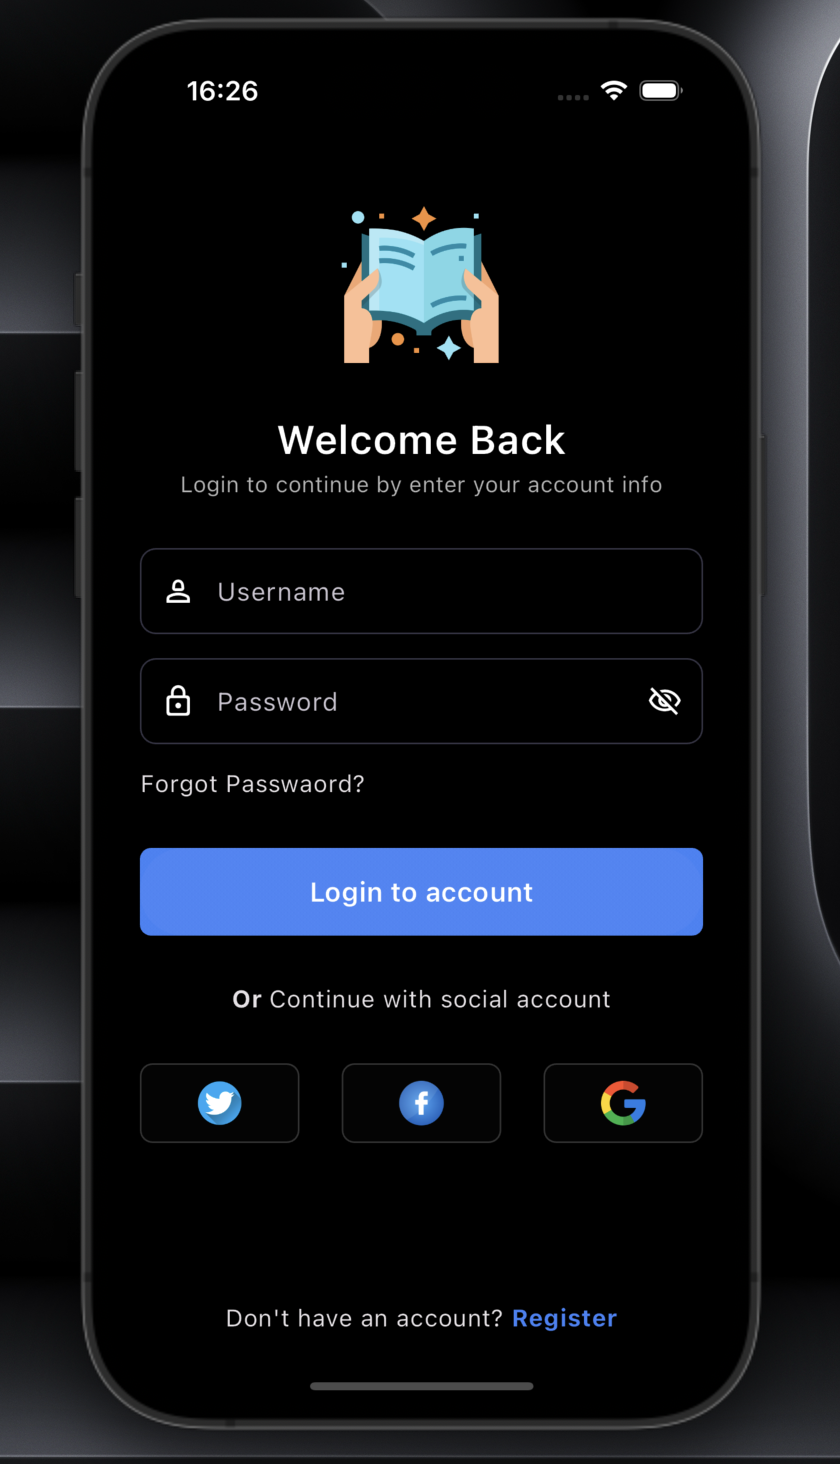 16:26
Welcome Back
Login to continue by enter your account info
Username
Password
Forgot Passwaord?
Login to account
Or Continue with social account
Don't have an account? Register